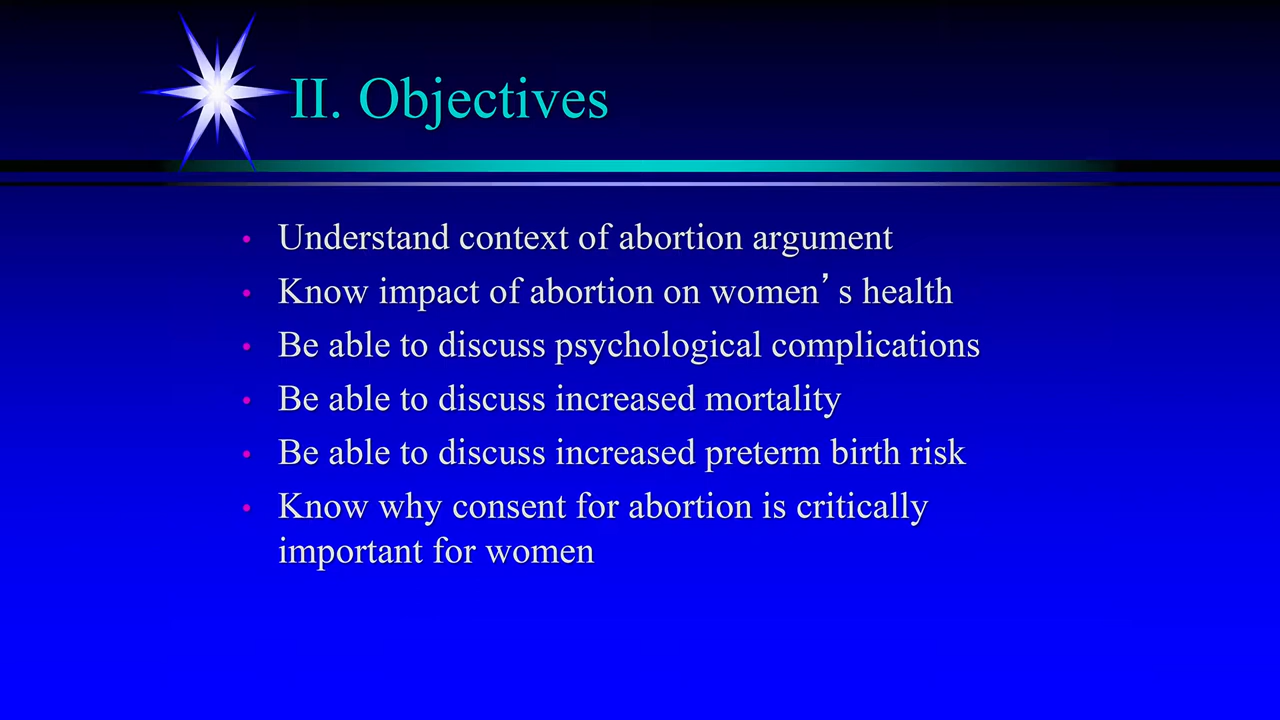 II. Objectives
• Understand context of abortion argument
• Know impact of abortion on women’s health
• Be able to discuss psychological complications
• Be able to discuss increased mortality
• Be able to discuss increased preterm birth risk
• Know why consent for abortion is critically
important for women